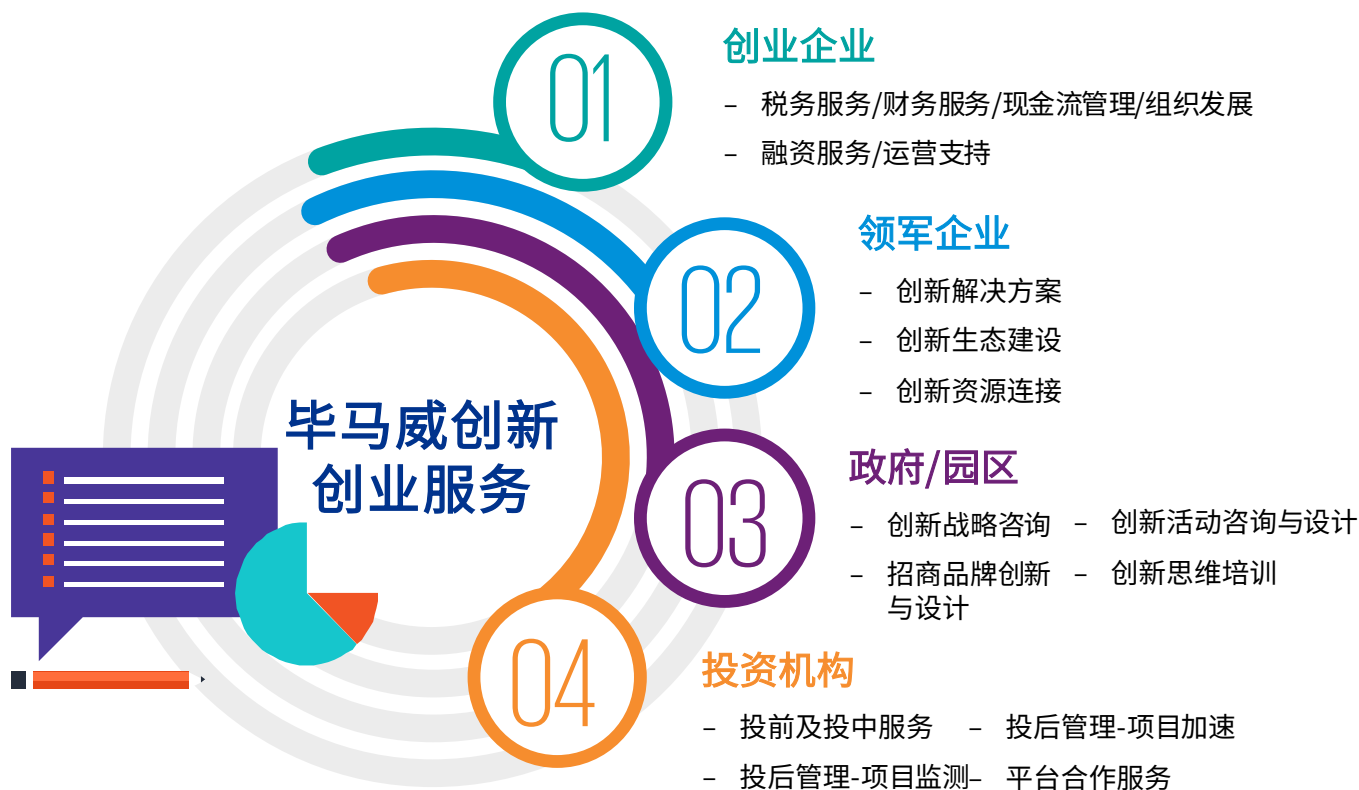 01
创业企业
– 税务服务/财务服务/现金流管理/组织发展
– 融资服务/运营支持
02
领军企业
– 创新解决方案
– 创新生态建设
– 创新资源连接
毕马威创新
创业服务
03
政府/园区
– 创新战略咨询 – 创新活动咨询与设计
– 招商品牌创新 – 创新思维培训
与设计
04
投资机构
– 投前及投中服务 – 投后管理-项目加速
– 投后管理-项目监测– 平台合作服务